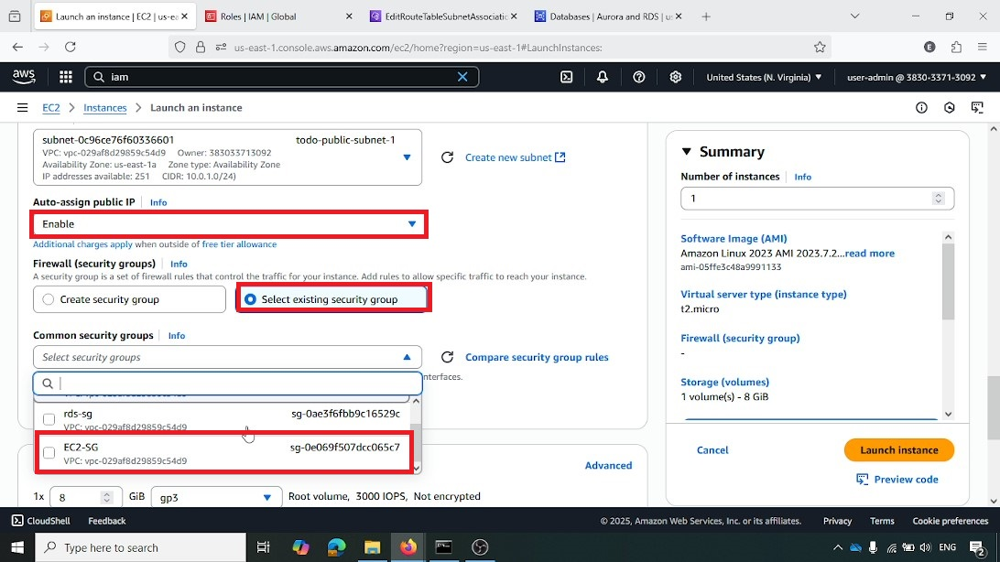 Launch an instance | EC2 | us-ea
Roles | IAM | Global
EditRouteTableSubnetAssociatio
Databases | Aurora and RDS | us
us-east-1.console.aws.amazon.com/ec2/home?region=us-east-1#LaunchInstances:
E
aws
iam
United States (N. Virginia)
user-admin @ 3830-3371-3092
EC2
Instances
Launch an instance
subnet-0c96ce76f60336601
todo-public-subnet-1
VPC: vpc-029af8d29859c54d9 Owner: 383033713092
Availability Zone: us-east-1a Zone type: Availability Zone
IP addresses available: 251 CIDR: 10.0.1.0/24)
Create new subnet
Auto-assign public IP Info
Enable
Additional charges apply when outside of free tier allowance
Firewall (security groups) Info
A security group is a set of firewall rules that control the traffic for your instance. Add rules to allow specific traffic to reach your instance.
Create security group
Select existing security group
Common security groups Info
Select security groups
Compare security group rules
nterfaces.
rds-sg
sg-0ae3f6fbb9c16529c
VPC: vpc-029af8d29859c54d9
EC2-SG
sg-0e069f507dcc065c7
VPC: vpc-029af8d29859c54d9
Advanced
1x 8 GiB gp3 Root volume, 3000 IOPS, Not encrypted
Summary
Number of instances Info
1
Software Image (AMI)
Amazon Linux 2023 AMI 2023.7.2...read more
ami-05ffe3c48a9991133
Virtual server type (instance type)
t2.micro
Firewall (security group)
-
Storage (volumes)
1 volume(s) - 8 GiB
Cancel
Launch instance
Preview code
CloudShell
Feedback
© 2025, Amazon Web Services, Inc. or its affiliates.
Privacy
Terms
Cookie preferences
Type here to search
ENG
2